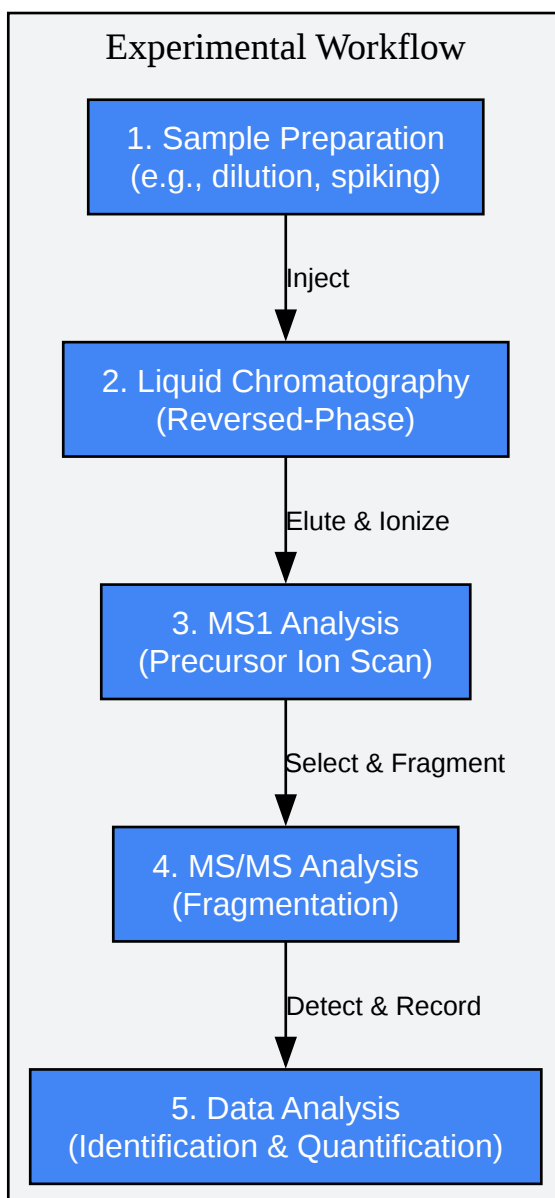 Experimental Workflow
1. Sample Preparation
(e.g., dilution, spiking)
Inject
2. Liquid Chromatography
(Reversed-Phase)
Elute & Ionize
3. MS1 Analysis
(Precursor Ion Scan)
Select & Fragment
4. MS/MS Analysis
(Fragmentation)
Detect & Record
5. Data Analysis
(Identification & Quantification)